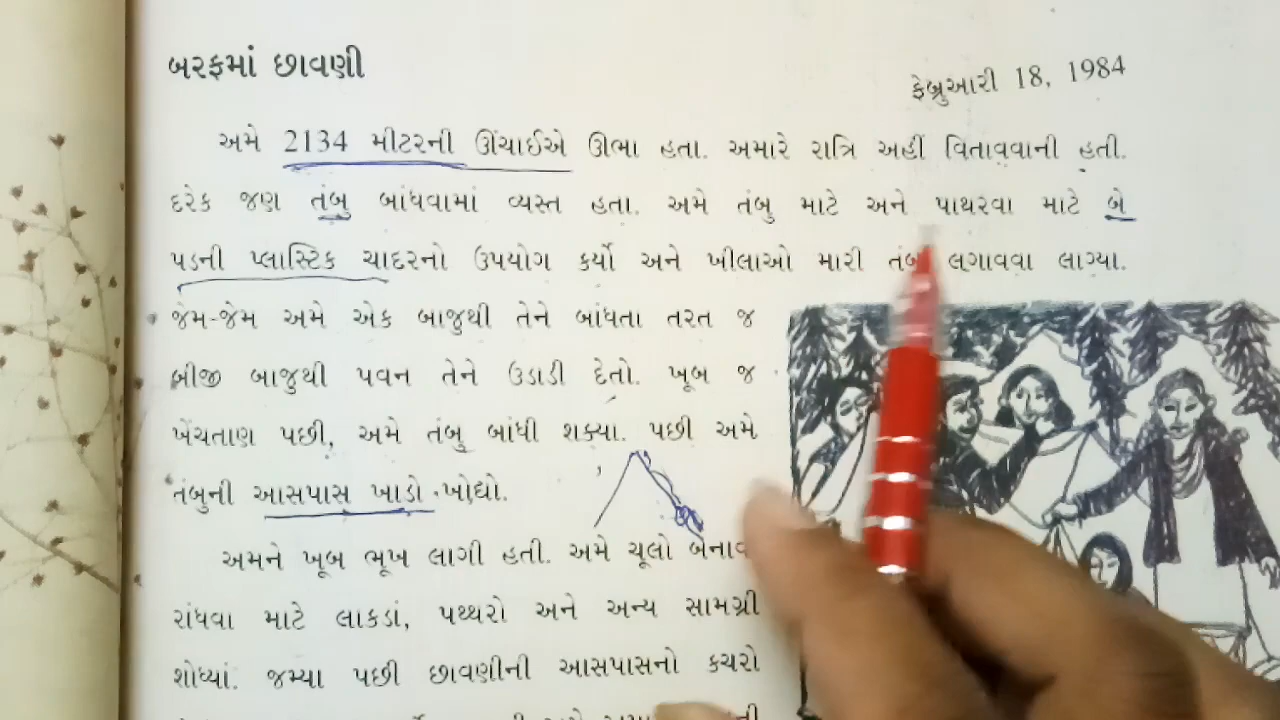 બરફમાં છાવણી
ફેબ્રુઆરી 18, 1984
અમે 2134 મીટરની ઊંચાઈએ ઊભા હતા. અમારે રાત્રિ અહીં વિતાવવાની હતી.
દરેક જણ તંબુ બાંધવામાં વ્યસ્ત હતા. અમે તંબુ માટે અને પાથરવા માટે બે
પડની પ્લાસ્ટિક ચાદરનો ઉપયોગ કર્યો અને ખીલાઓ મારી તંબુ લગાવવા લાગ્યા.
જેમ-જેમ અમે એક બાજુથી તેને બાંધતા તરત જ
બીજી બાજુથી પવન તેને ઉડાડી દેતો. ખૂબ જ
ખેંચતાણ પછી, અમે તંબુ બાંધી શક્યા. પછી અમે
તંબુની આસપાસ ખાડો ખોદ્યો.
અમને ખૂબ ભૂખ લાગી હતી. અમે ચૂલો
રાંધવા માટે લાકડાં, પથ્થરો અને અન્ય સામગ્રી
શોધ્યાં. જમ્યા પછી છાવણીની આસપાસનો કચરો